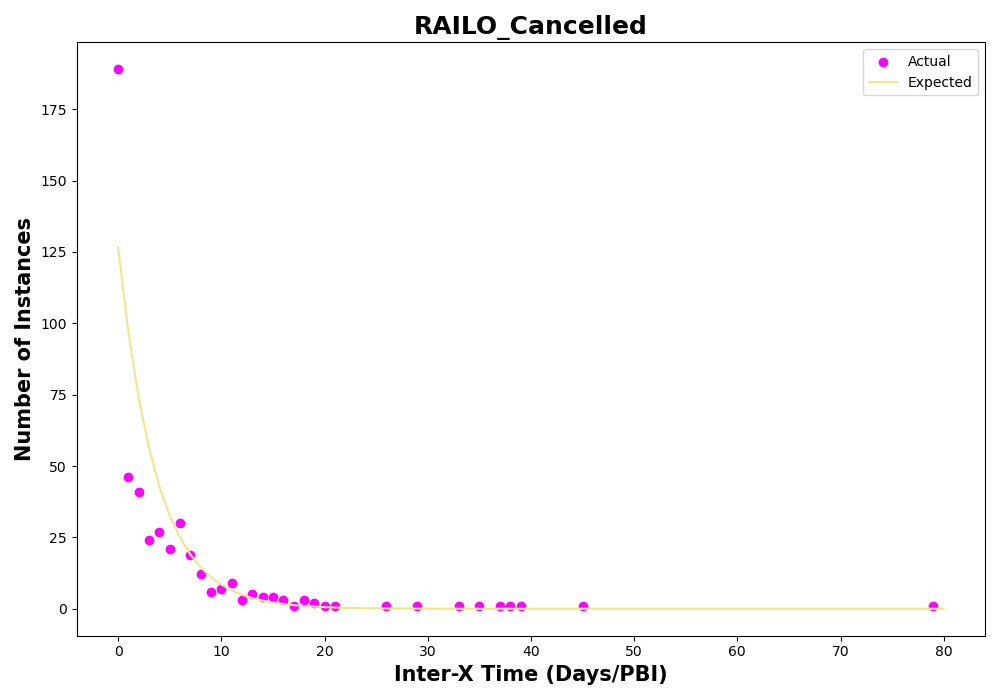 RAILO_Cancelled
Actual
Expected
Number of Instances
175
150
125
100
75
50
25
0
0 10 20 30 40 50 60 70 80
Inter-X Time (Days/PBI)